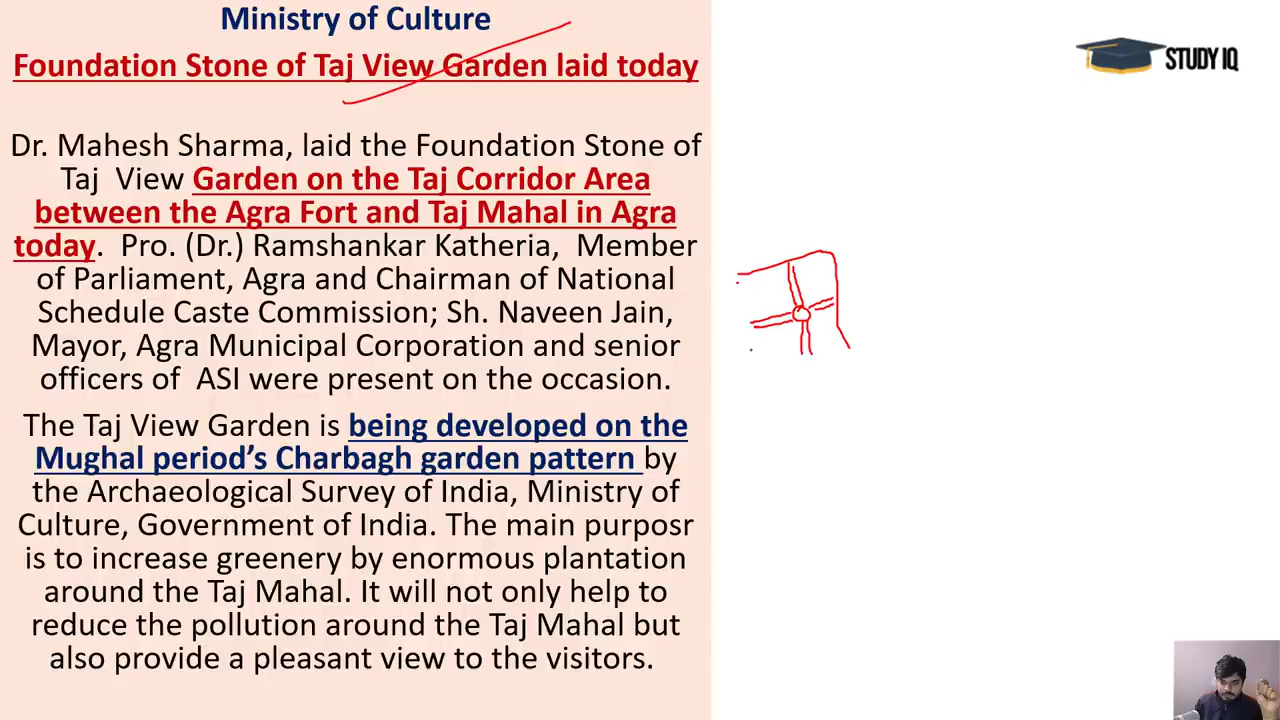 Ministry of Culture
Foundation Stone of Taj View Garden laid today
STUDY IQ
Dr. Mahesh Sharma, laid the Foundation Stone of
Taj View Garden on the Taj Corridor Area
between the Agra Fort and Taj Mahal in Agra
today. Pro. (Dr.) Ramshankar Katheria, Member
of Parliament, Agra and Chairman of National
Schedule Caste Commission; Sh. Naveen Jain,
Mayor, Agra Municipal Corporation and senior
officers of ASI were present on the occasion.
The Taj View Garden is being developed on the
Mughal period's Charbagh garden pattern by
the Archaeological Survey of India, Ministry of
Culture, Government of India. The main purposr
is to increase greenery by enormous plantation
around the Taj Mahal. It will not only help to
reduce the pollution around the Taj Mahal but
also provide a pleasant view to the visitors.